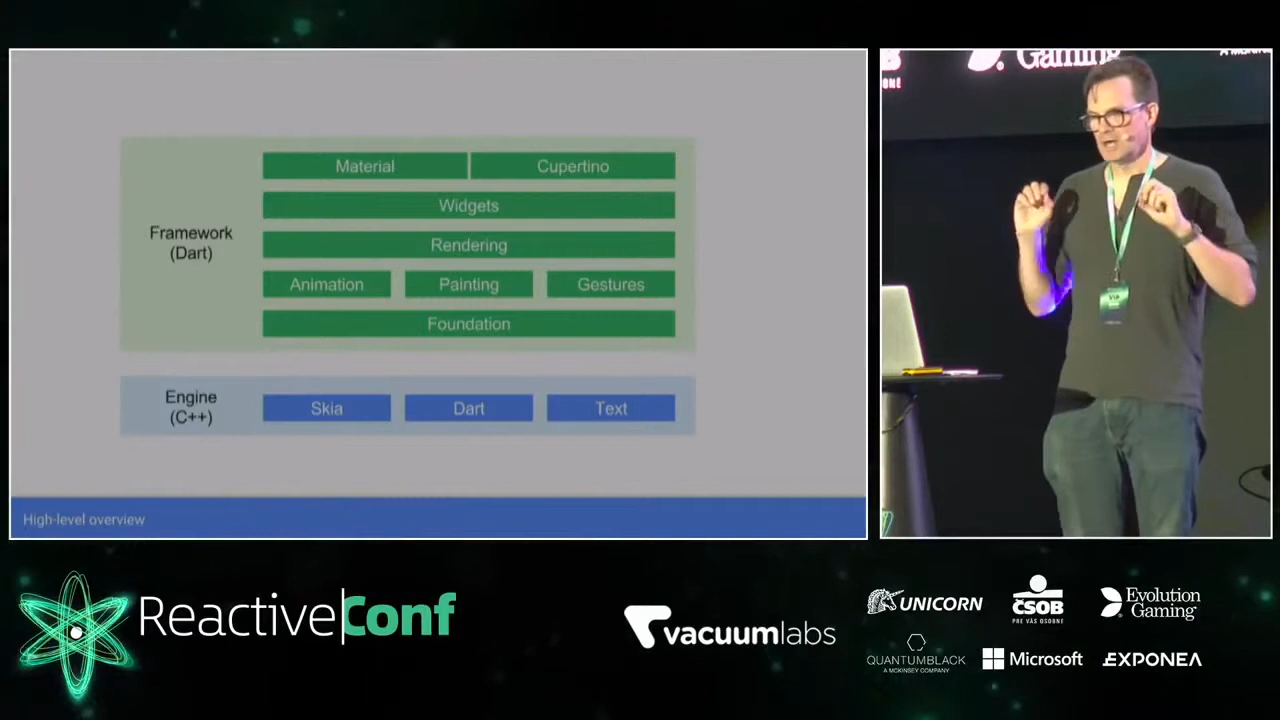 Framework
(Dart)
Material
Cupertino
Widgets
Rendering
Animation
Painting
Gestures
Foundation
Engine
(C++)
Skia
Dart
Text
High-level overview
Gaming
ONE
ReactiveConf
vacuumlabs
UNICORN
ČSOB
PRE VÁS OSOBNE
Evolution
Gaming
QUANTUMBLACK
A MCKINSEY COMPANY
Microsoft
EXPONEA